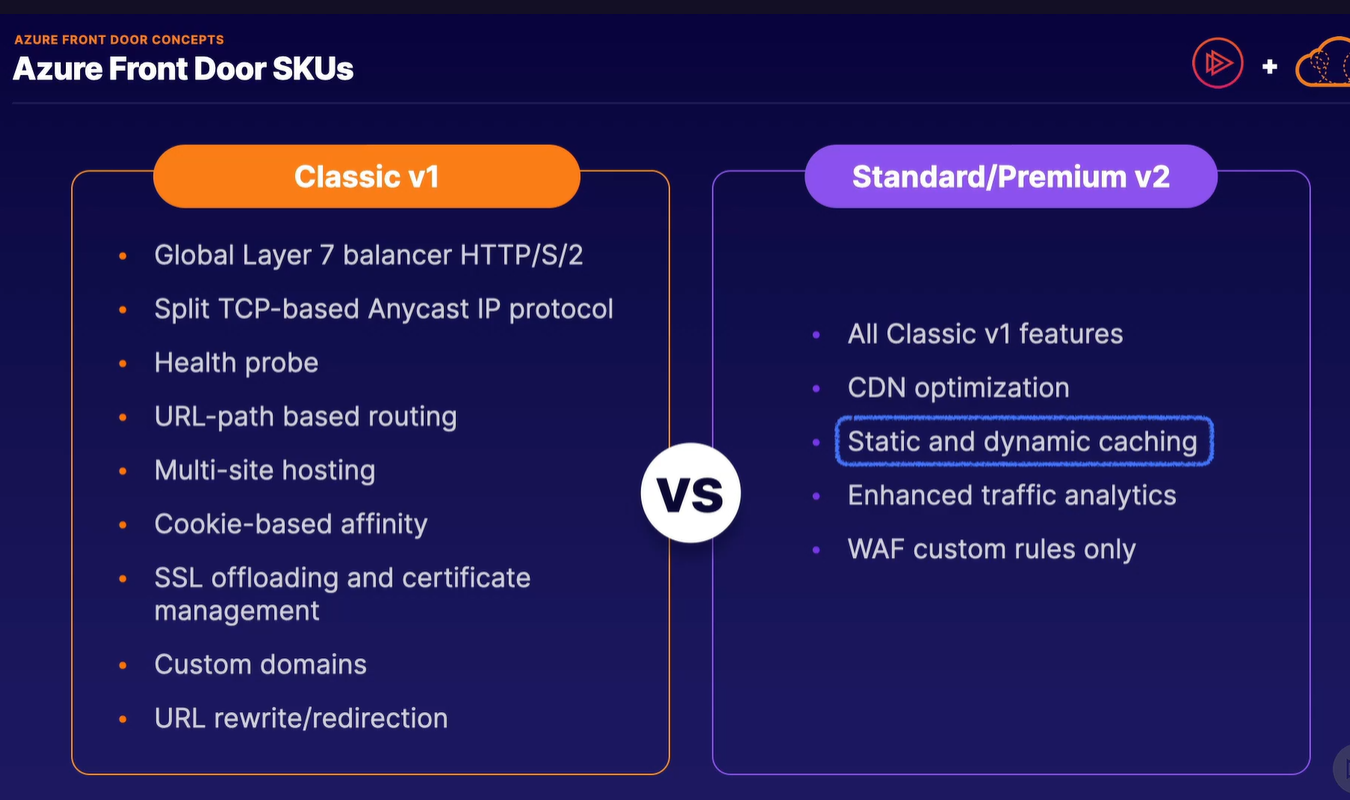 AZURE FRONT DOOR CONCEPTS
Azure Front Door SKUs
+
Classic v1
Global Layer 7 balancer HTTP/S/2
Split TCP-based Anycast IP protocol
Health probe
URL-path based routing
Multi-site hosting
Cookie-based affinity
SSL offloading and certificate
management
Custom domains
URL rewrite/redirection
VS
Standard/Premium v2
All Classic v1 features
CDN optimization
Static and dynamic caching
Enhanced traffic analytics
WAF custom rules only